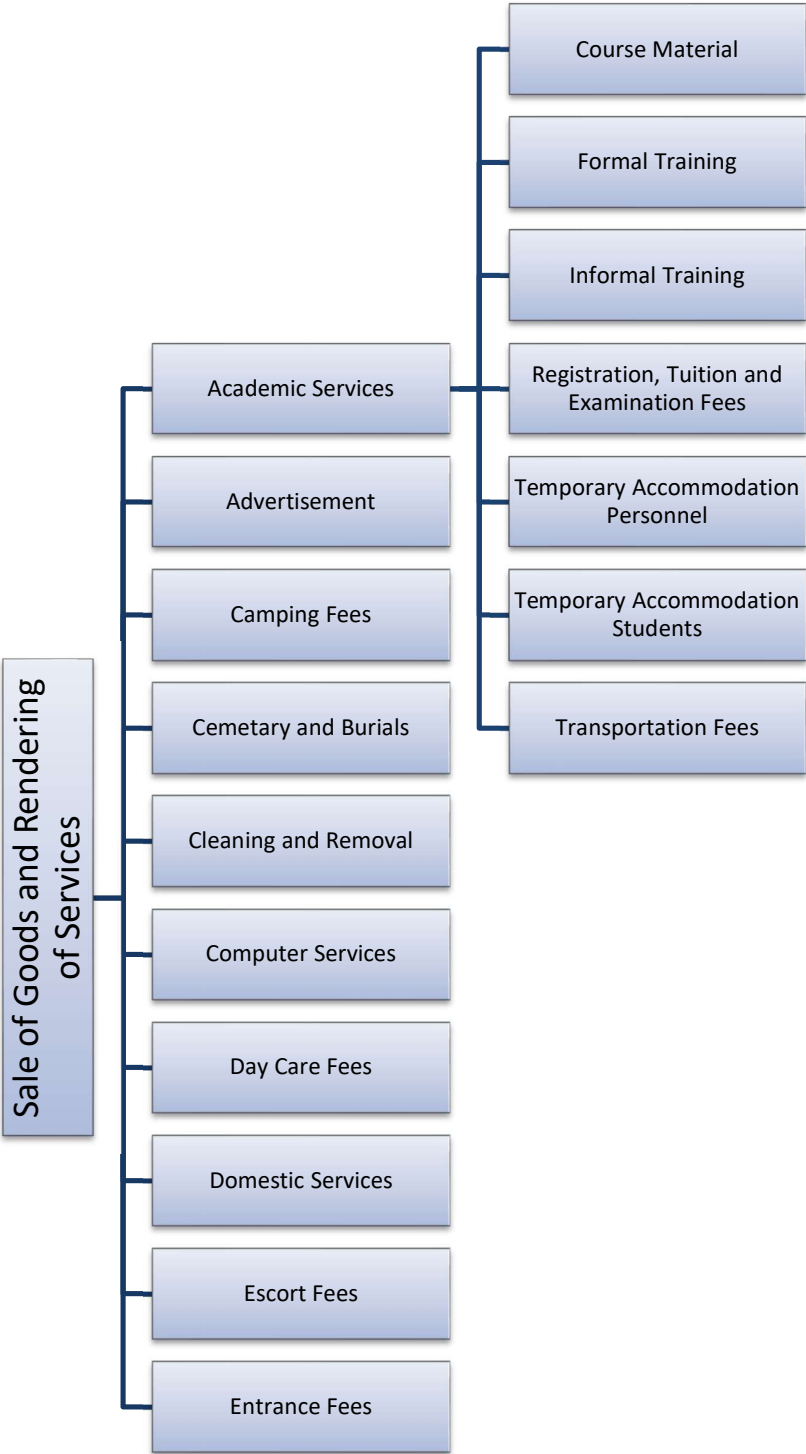 Sale of Goods and Rendering
of Services
Academic Services
Advertisement
Camping Fees
Cemetary and Burials
Cleaning and Removal
Computer Services
Day Care Fees
Domestic Services
Escort Fees
Entrance Fees
Course Material
Formal Training
Informal Training
Registration, Tuition and
Examination Fees
Temporary Accommodation
Personnel
Temporary Accommodation
Students
Transportation Fees